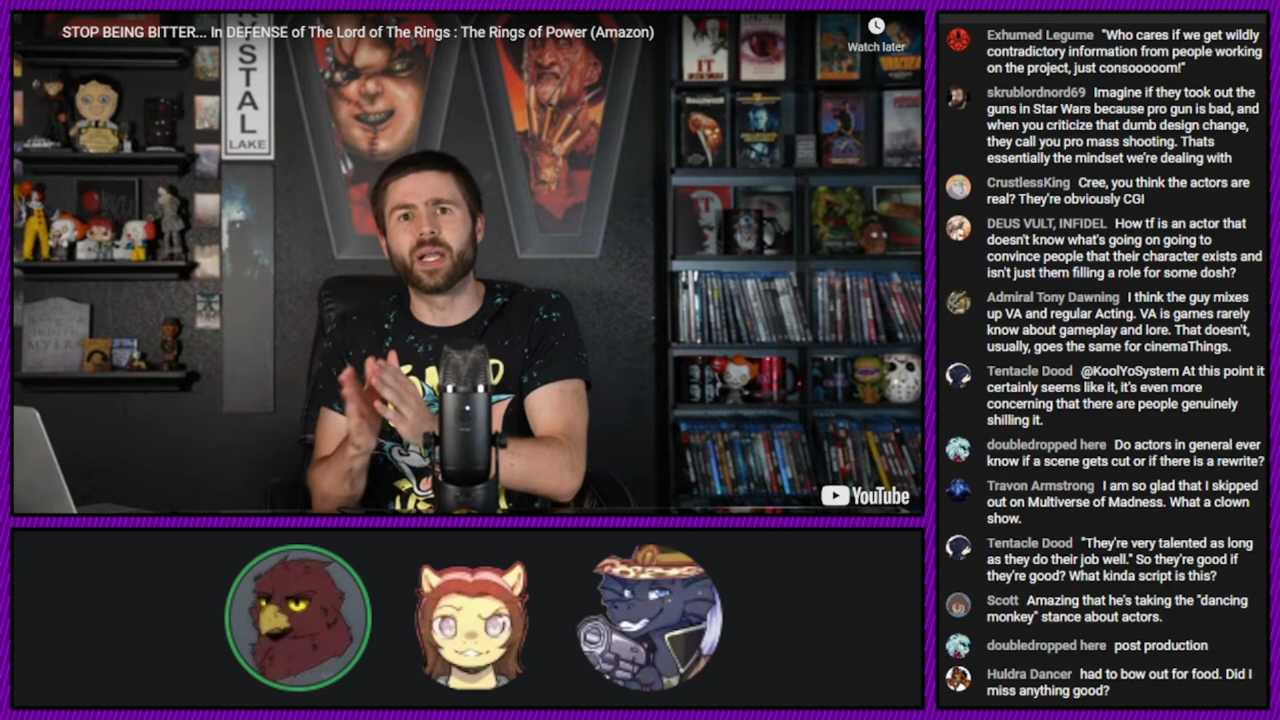 STOP BEING BITTER... In DEFENSE of The Lord of The Rings : The Rings of Power (Amazon)
Watch later
STAL
LAKE
IT
IT
YouTube
Exhumed Legume "Who cares if we get wildly
contradictory information from people working
on the project, just consooooom!"
skrublordnord69 Imagine if they took out the
guns in Star Wars because pro gun is bad, and
when you criticize that dumb design change,
they call you pro mass shooting. Thats
essentially the mindset we're dealing with
CrustlessKing Cree, you think the actors are
real? They're obviously CGI
DEUS VULT, INFIDEL How tf is an actor that
doesn't know what's going on going to
convince people that their character exists and
isn't just them filling a role for some dosh?
Admiral Tony Dawning I think the guy mixes
up VA and regular Acting. VA is games rarely
know about gameplay and lore. That doesn't,
usually, goes the same for cinemaThings.
Tentacle Dood @KoolYoSystem At this point it
certainly seems like it, it's even more
concerning that there are people genuinely
shilling it.
doubledropped here Do actors in general ever
know if a scene gets cut or if there is a rewrite?
Travon Armstrong I am so glad that I skipped
out on Multiverse of Madness. What a clown
show.
Tentacle Dood "They're very talented as long
as they do their job well." So they're good if
they're good? What kinda script is this?
Scott Amazing that he's taking the "dancing
monkey" stance about actors.
doubledropped here post production
Huldra Dancer had to bow out for food. Did I
miss anything good?